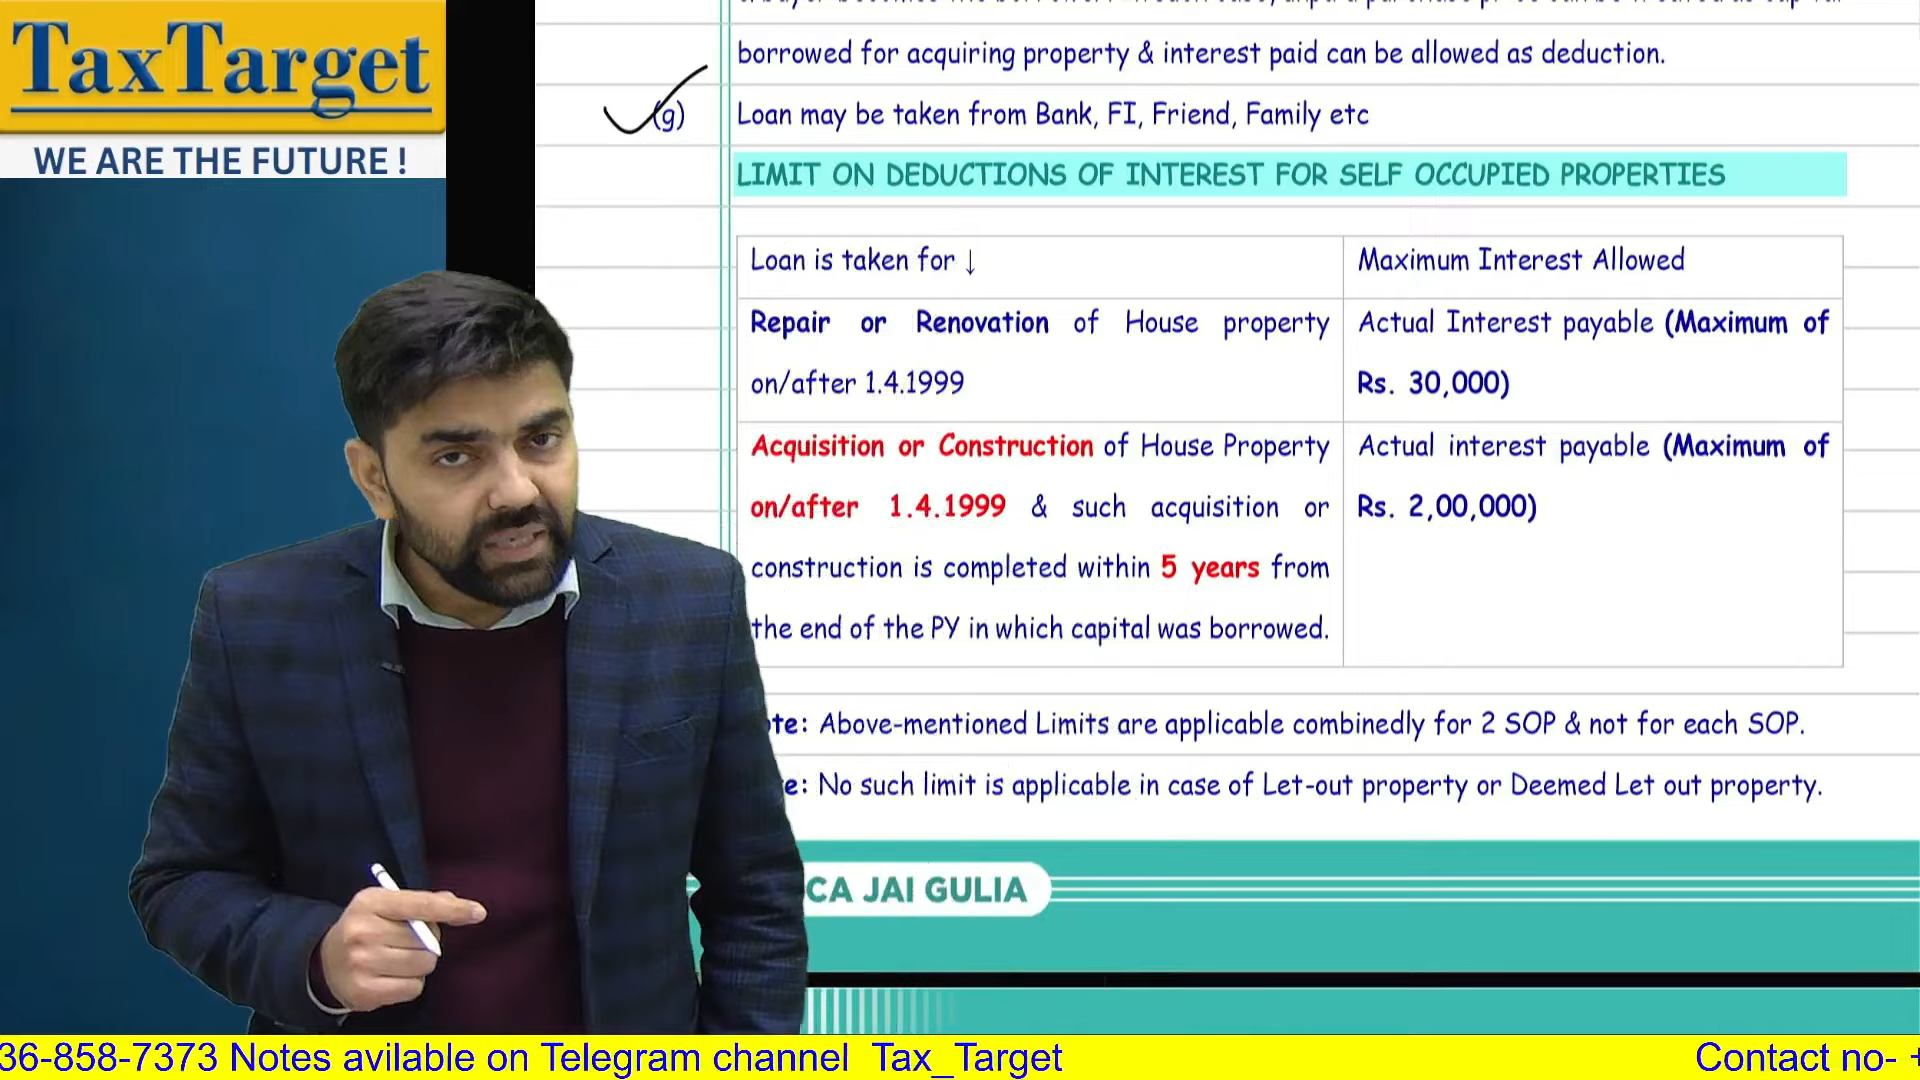 TaxTarget
WE ARE THE FUTURE !
borrowed for acquiring property & interest paid can be allowed as deduction.
(g) Loan may be taken from Bank, FI, Friend, Family etc
LIMIT ON DEDUCTIONS OF INTEREST FOR SELF OCCUPIED PROPERTIES
Loan is taken for ↓
Maximum Interest Allowed
Repair or Renovation of House property
on/after 1.4.1999
Actual Interest payable (Maximum of
Rs. 30,000)
Acquisition or Construction of House Property
on/after 1.4.1999 & such acquisition or
construction is completed within 5 years from
the end of the PY in which capital was borrowed.
Actual interest payable (Maximum of
Rs. 2,00,000)
te: Above-mentioned Limits are applicable combinedly for 2 SOP & not for each SOP.
e: No such limit is applicable in case of Let-out property or Deemed Let out property.
CA JAI GULIA
36-858-7373 Notes avilable on Telegram channel Tax_Target
Contact no- +